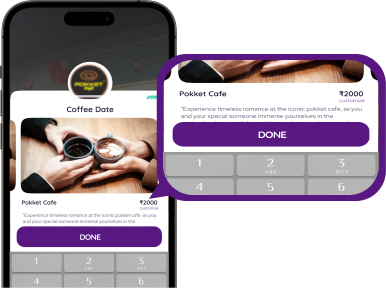 POKKET
Coffee Date
Pokket Cafe ₹2000
customize
"Experience timeless romance at the iconic pokket cafe, as you
and your special someone immerse yourselves in the
DONE
1 2 3
ABC DEF
4 5 6
Pokket Cafe ₹2000
customize
"Experience timeless romance at the iconic pokket cafe, as you
and your special someone immerse yourselves in the
DONE
1 2 3
ABC DEF
4 5 6